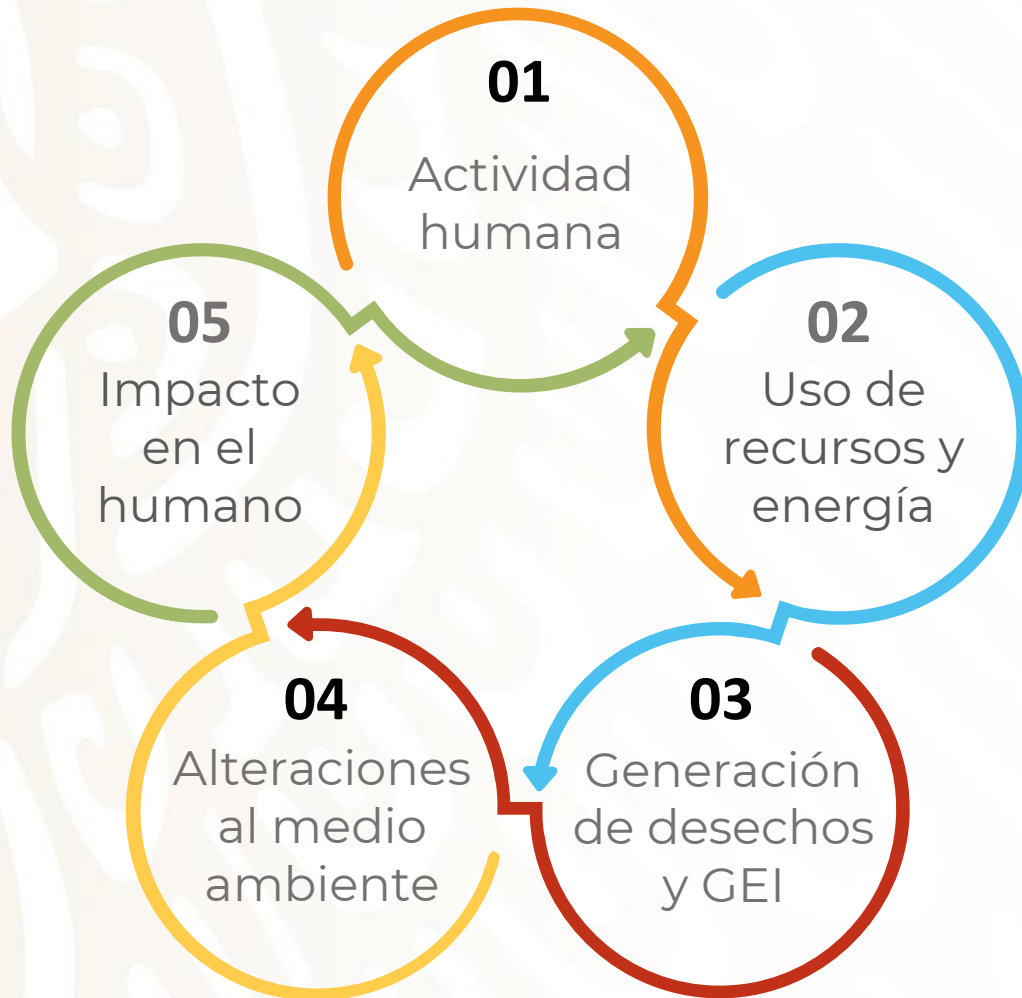 01
Actividad
humana
02
Uso de
recursos y
energía
03
Generación
de desechos
y GEI
04
Alteraciones
al medio
ambiente
05
Impacto
en el
humano